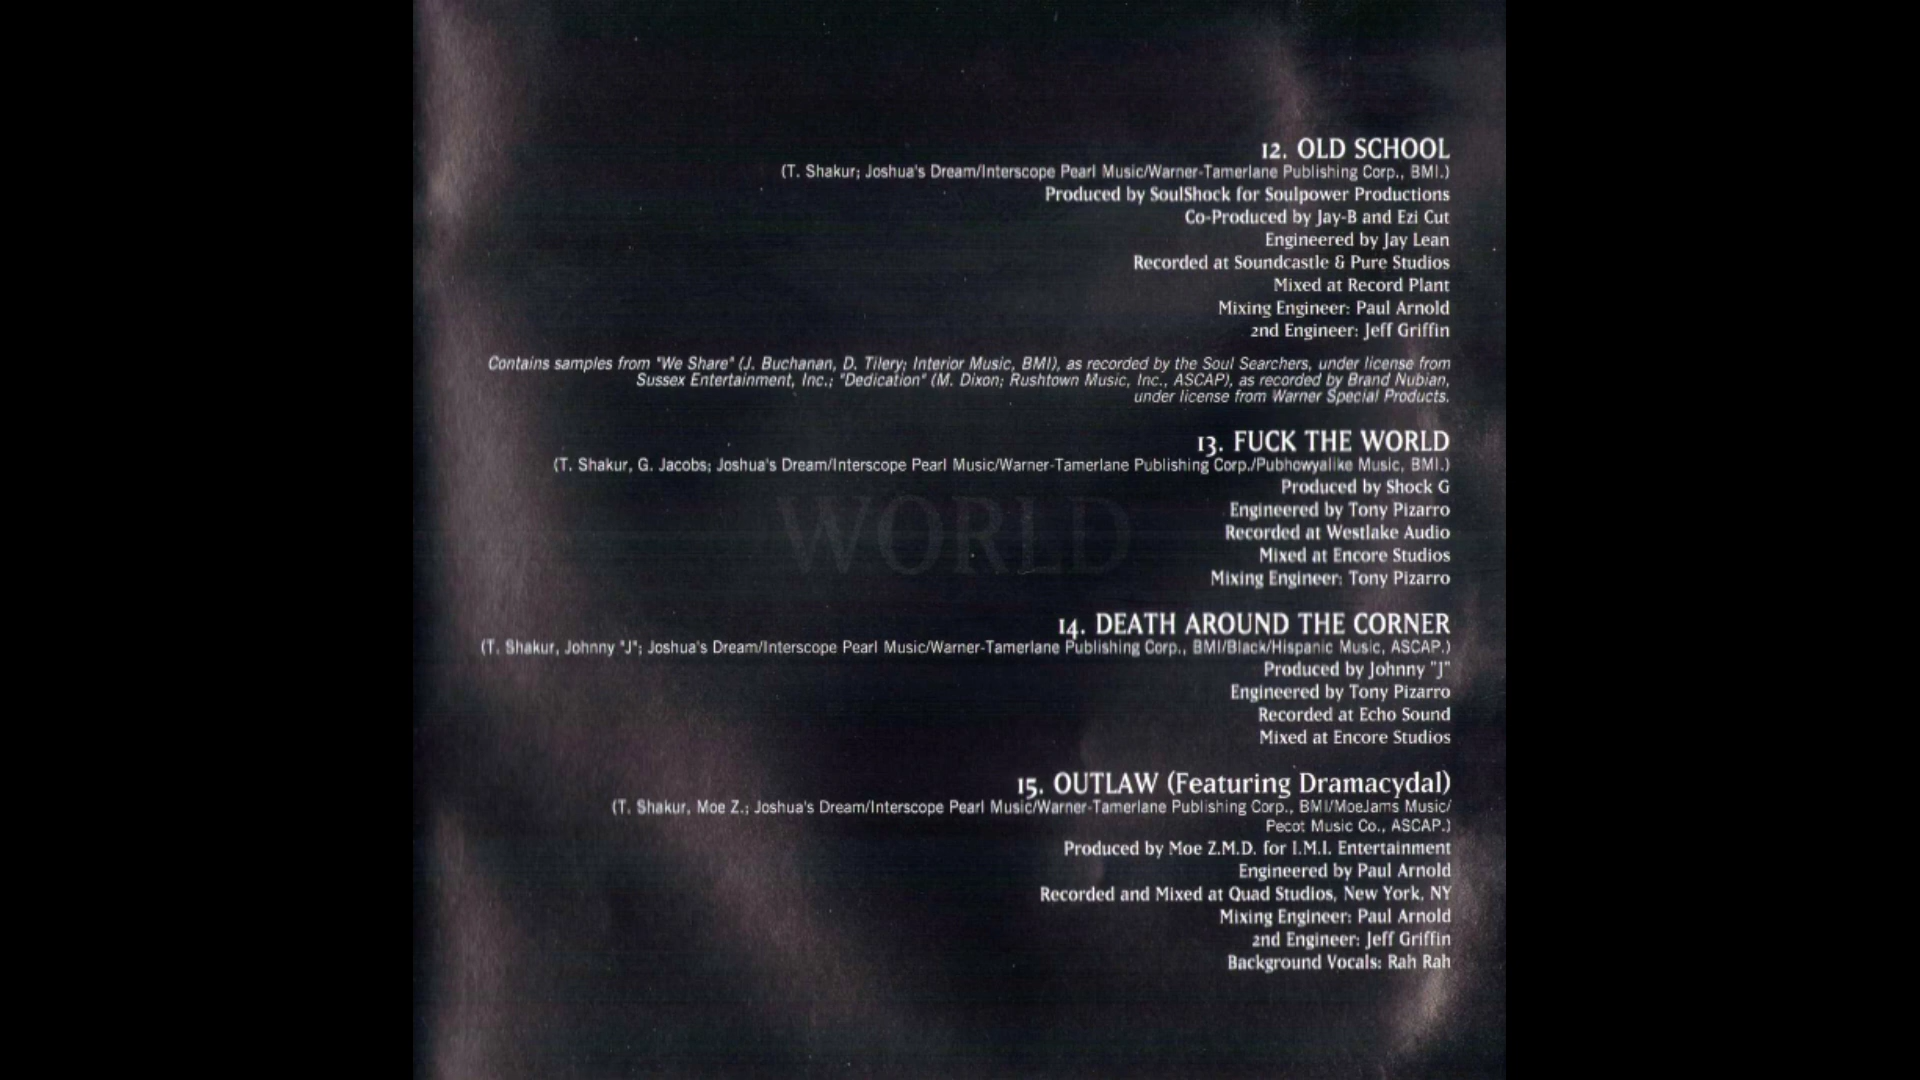 12. OLD SCHOOL
(T. Shakur; Joshua's Dream/Interscope Pearl Music/Warner-Tamerlane Publishing Corp., BMI.)
Produced by SoulShock for Soulpower Productions
Co-Produced by Jay-B and Ezi Cut
Engineered by Jay Lean
Recorded at Soundcastle & Pure Studios
Mixed at Record Plant
Mixing Engineer: Paul Arnold
2nd Engineer: Jeff Griffin
Contains samples from "We Share" (J. Buchanan, D. Tilery; Interior Music, BMI), as recorded by the Soul Searchers, under license from
Sussex Entertainment, Inc.; "Dedication" (M. Dixon; Rushtown Music, Inc., ASCAP), as recorded by Brand Nubian,
under license from Warner Special Products.
13. FUCK THE WORLD
(T. Shakur, G. Jacobs; Joshua's Dream/Interscope Pearl Music/Warner-Tamerlane Publishing Corp./Pubhowyalike Music, BMI.)
Produced by Shock G
Engineered by Tony Pizarro
Recorded at Westlake Audio
WORLD
Mixed at Encore Studios
Mixing Engineer: Tony Pizarro
14. DEATH AROUND THE CORNER
(T. Shakur, Johnny "J"; Joshua's Dream/Interscope Pearl Music/Warner-Tamerlane Publishing Corp., BMI/Black/Hispanic Music, ASCAP.)
Produced by Johnny "J"
Engineered by Tony Pizarro
Recorded at Echo Sound
Mixed at Encore Studios
15. OUTLAW (Featuring Dramacydal)
(T. Shakur, Moe Z.; Joshua's Dream/Interscope Pearl Music/Warner-Tamerlane Publishing Corp., BMI/MoeJams Music/
Pecot Music Co., ASCAP.)
Produced by Moe Z.M.D. for I.M.I. Entertainment
Engineered by Paul Arnold
Recorded and Mixed at Quad Studios, New York, NY
Mixing Engineer: Paul Arnold
2nd Engineer: Jeff Griffin
Background Vocals: Rah Rah